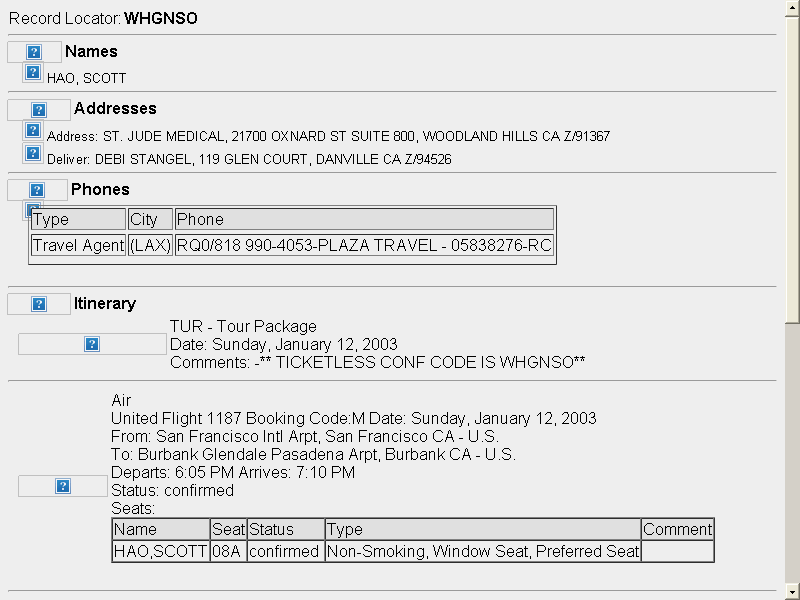 Record Locator: WHGNSO
Names
HAO, SCOTT
Addresses
Address: ST. JUDE MEDICAL, 21700 OXNARD ST SUITE 800, WOODLAND HILLS CA Z/91367
Deliver: DEBI STANGEL, 119 GLEN COURT, DANVILLE CA Z/94526
Phones
Type City Phone
Travel Agent (LAX) RQ0/818 990-4053-PLAZA TRAVEL - 05838276-RC
Itinerary
TUR - Tour Package
Date: Sunday, January 12, 2003
Comments: -** TICKETLESS CONF CODE IS WHGNSO**
Air
United Flight 1187 Booking Code:M Date: Sunday, January 12, 2003
From: San Francisco Intl Arpt, San Francisco CA - U.S.
To: Burbank Glendale Pasadena Arpt, Burbank CA - U.S.
Departs: 6:05 PM Arrives: 7:10 PM
Status: confirmed
Seats:
Name Seat Status Type Comment
HAO,SCOTT 08A confirmed Non-Smoking, Window Seat, Preferred Seat